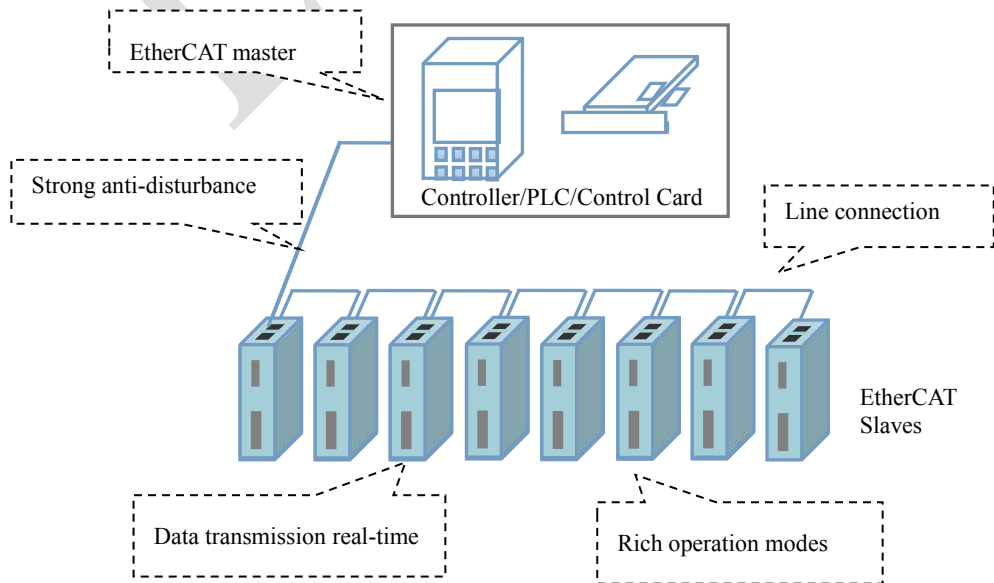 EtherCAT master
Controller/PLC/Control Card
Strong anti-disturbance
Line connection
EtherCAT
Slaves
Data transmission real-time
Rich operation modes